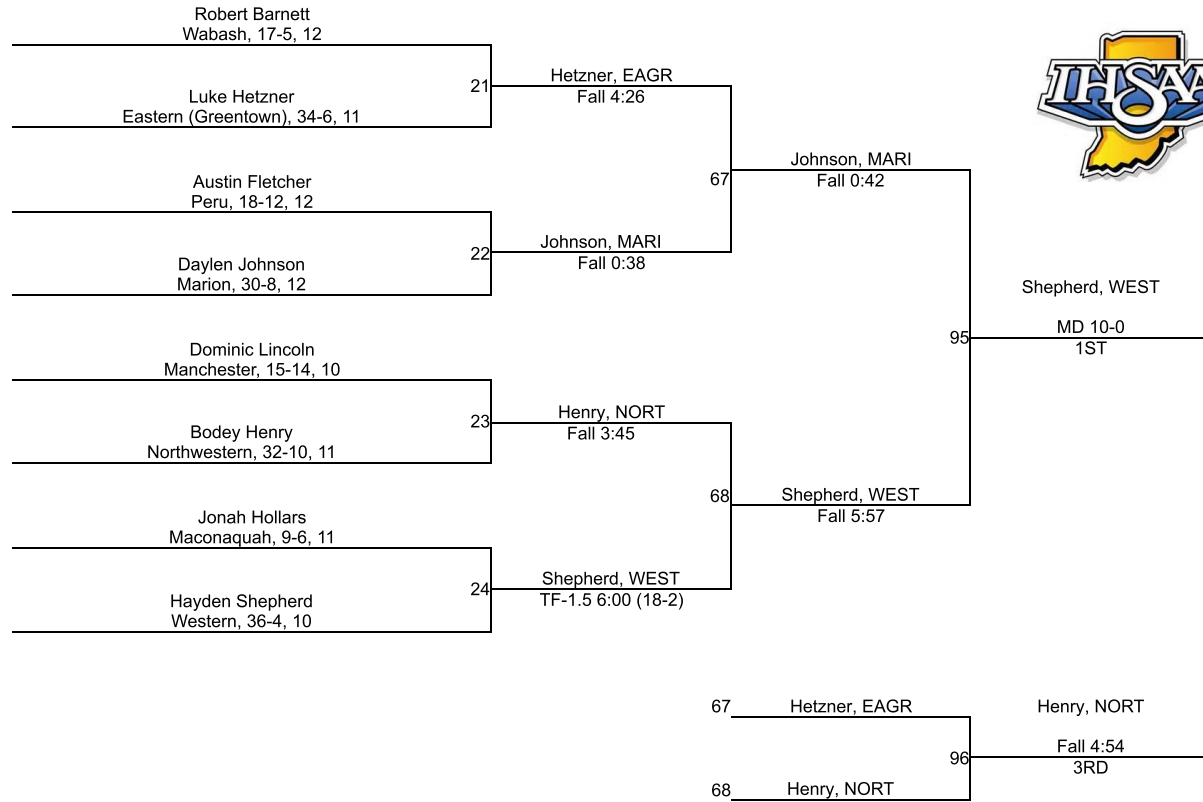 Robert Barnett
Wabash, 17-5, 12
Luke Hetzner
Eastern (Greentown), 34-6, 11
21
Hetzner, EAGR
Fall 4:26
Austin Fletcher
Peru, 18-12, 12
Daylen Johnson
Marion, 30-8, 12
22
Johnson, MARI
Fall 0:38
67
Johnson, MARI
Fall 0:42
Dominic Lincoln
Manchester, 15-14, 10
Bodey Henry
Northwestern, 32-10, 11
23
Henry, NORT
Fall 3:45
Jonah Hollars
Maconaquah, 9-6, 11
Hayden Shepherd
Western, 36-4, 10
24
Shepherd, WEST
TF-1.5 6:00 (18-2)
68
Shepherd, WEST
Fall 5:57
95
Shepherd, WEST
MD 10-0
1ST
IHSAA
67
Hetzner, EAGR
68
Henry, NORT
96
Henry, NORT
Fall 4:54
3RD